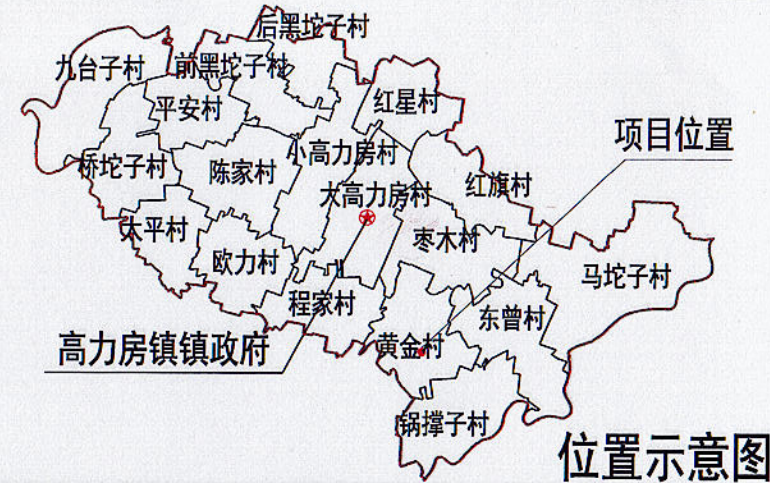 后黑坨子村
九台子村
前黑坨子村
红星村
平安村
项目位置
小高力房村
桥坨子村
陈家村
红旗村
大高力房村
太平村
枣木村
欧力村
马坨子村
程家村
东曾村
高力房镇镇政府
黄金村
锅撑子村
位置示意图